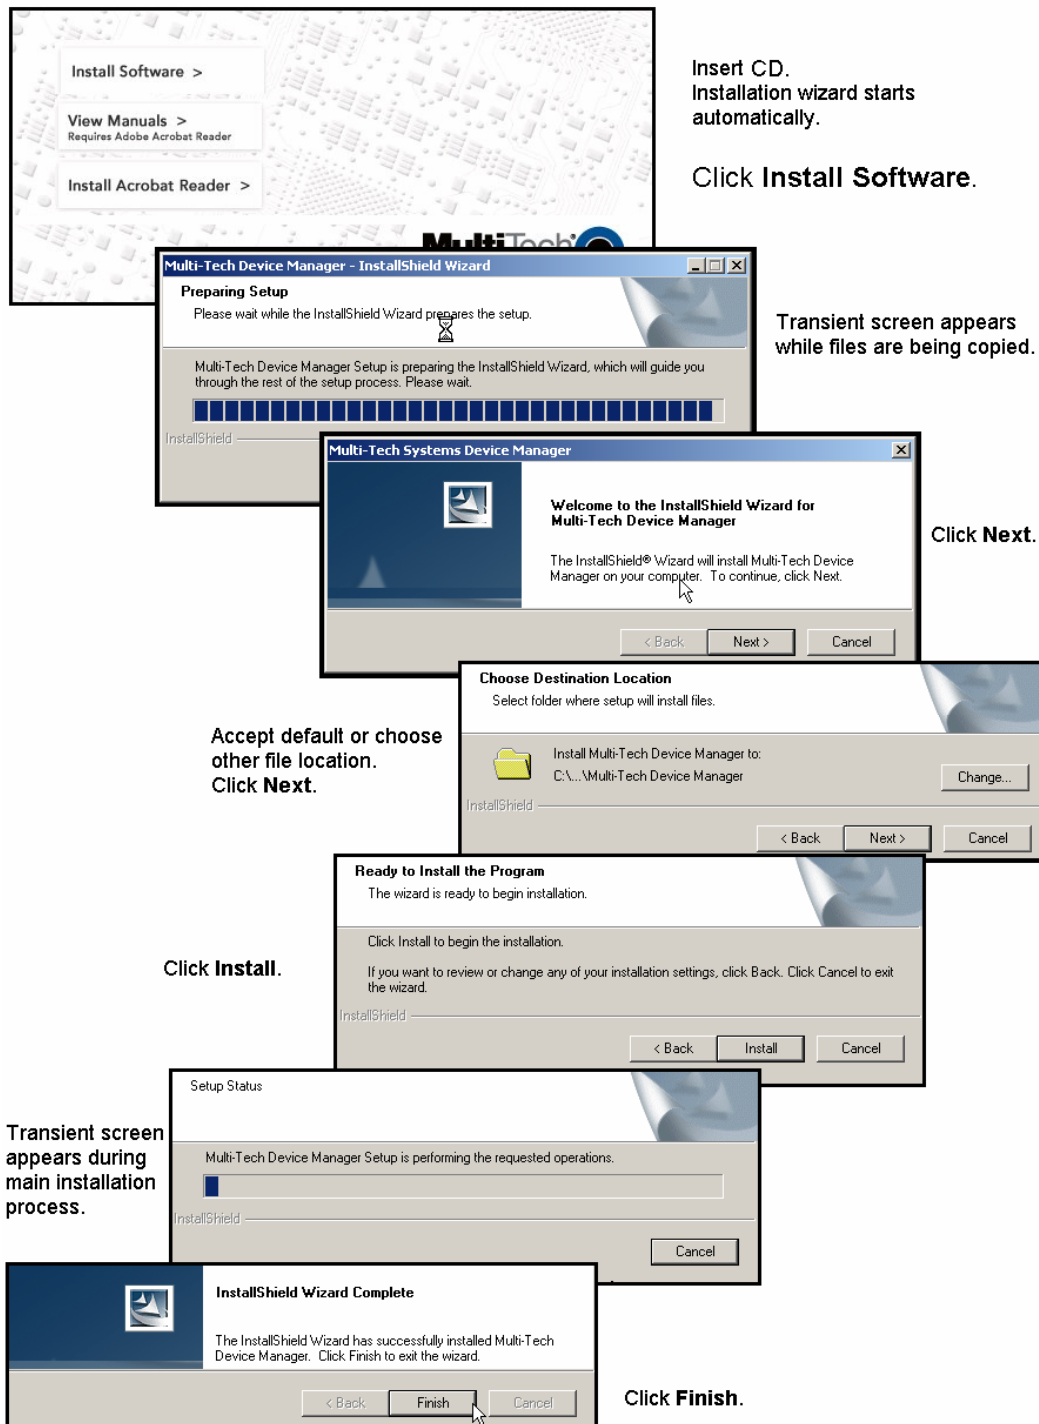 Install Software >
View Manuals >
Requires Adobe Acrobat Reader
Install Acrobat Reader >
MultiTech
Insert CD.
Installation wizard starts
automatically.
Click Install Software.
Multi-Tech Device Manager - InstallShield Wizard
Preparing Setup
Please wait while the InstallShield Wizard prepares the setup.
Multi-Tech Device Manager Setup is preparing the InstallShield Wizard, which will guide you
through the rest of the setup process. Please wait.
InstallShield
Transient screen appears
while files are being copied.
Multi-Tech Systems Device Manager
Welcome to the InstallShield Wizard for
Multi-Tech Device Manager
The InstallShield® Wizard will install Multi-Tech Device
Manager on your computer. To continue, click Next.
< Back Next > Cancel
Click Next.
Choose Destination Location
Select folder where setup will install files.
Install Multi-Tech Device Manager to:
C:\...\Multi-Tech Device Manager
Change...
InstallShield
< Back Next > Cancel
Accept default or choose
other file location.
Click Next.
Ready to Install the Program
The wizard is ready to begin installation.
Click Install to begin the installation.
If you want to review or change any of your installation settings, click Back. Click Cancel to exit
the wizard.
InstallShield
< Back Install Cancel
Click Install.
Setup Status
Multi-Tech Device Manager Setup is performing the requested operations.
InstallShield
Cancel
Transient screen
appears during
main installation
process.
InstallShield Wizard Complete
The InstallShield Wizard has successfully installed Multi-Tech
Device Manager. Click Finish to exit the wizard.
< Back Finish Cancel
Click Finish.